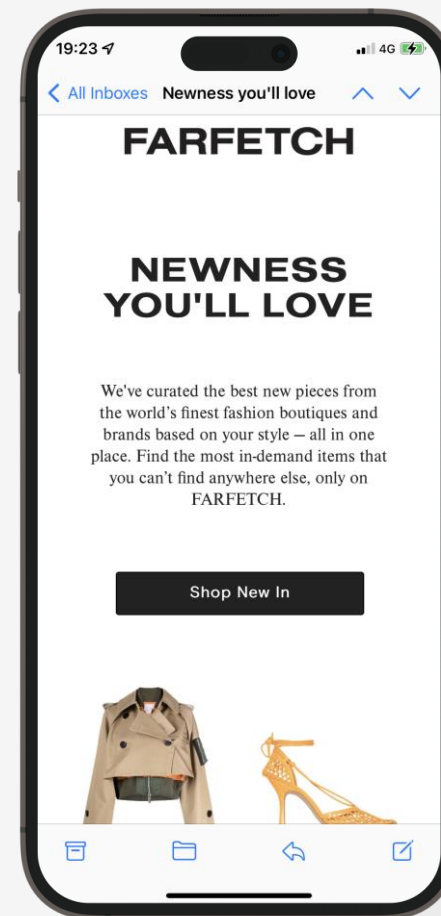 19:23
4G
All Inboxes Newness you'll love
FARFETCH
NEWNESS
YOU'LL LOVE
We've curated the best new pieces from
the world’s finest fashion boutiques and
brands based on your style — all in one
place. Find the most in-demand items that
you can’t find anywhere else, only on
FARFETCH.
Shop New In